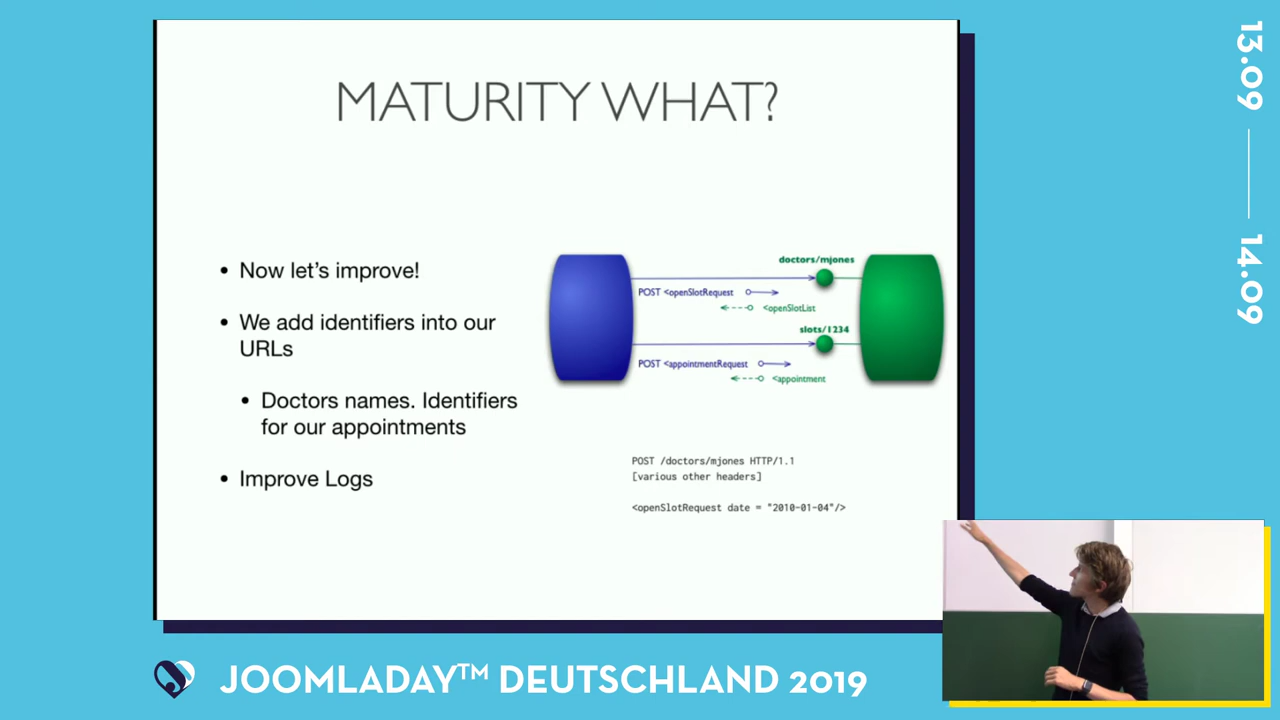 MATURITY WHAT?
• Now let's improve!
• We add identifiers into our
URLs
• Doctors names. Identifiers
for our appointments
• Improve Logs
doctors/mjones
POST <openSlotRequest
<openSlotList
slots/1234
POST <appointmentRequest
<appointment
POST /doctors/mjones HTTP/1.1
[various other headers]
<openSlotRequest date = "2010-01-04"/>
13.09
14.09
JOOMLADAY™ DEUTSCHLAND 2019